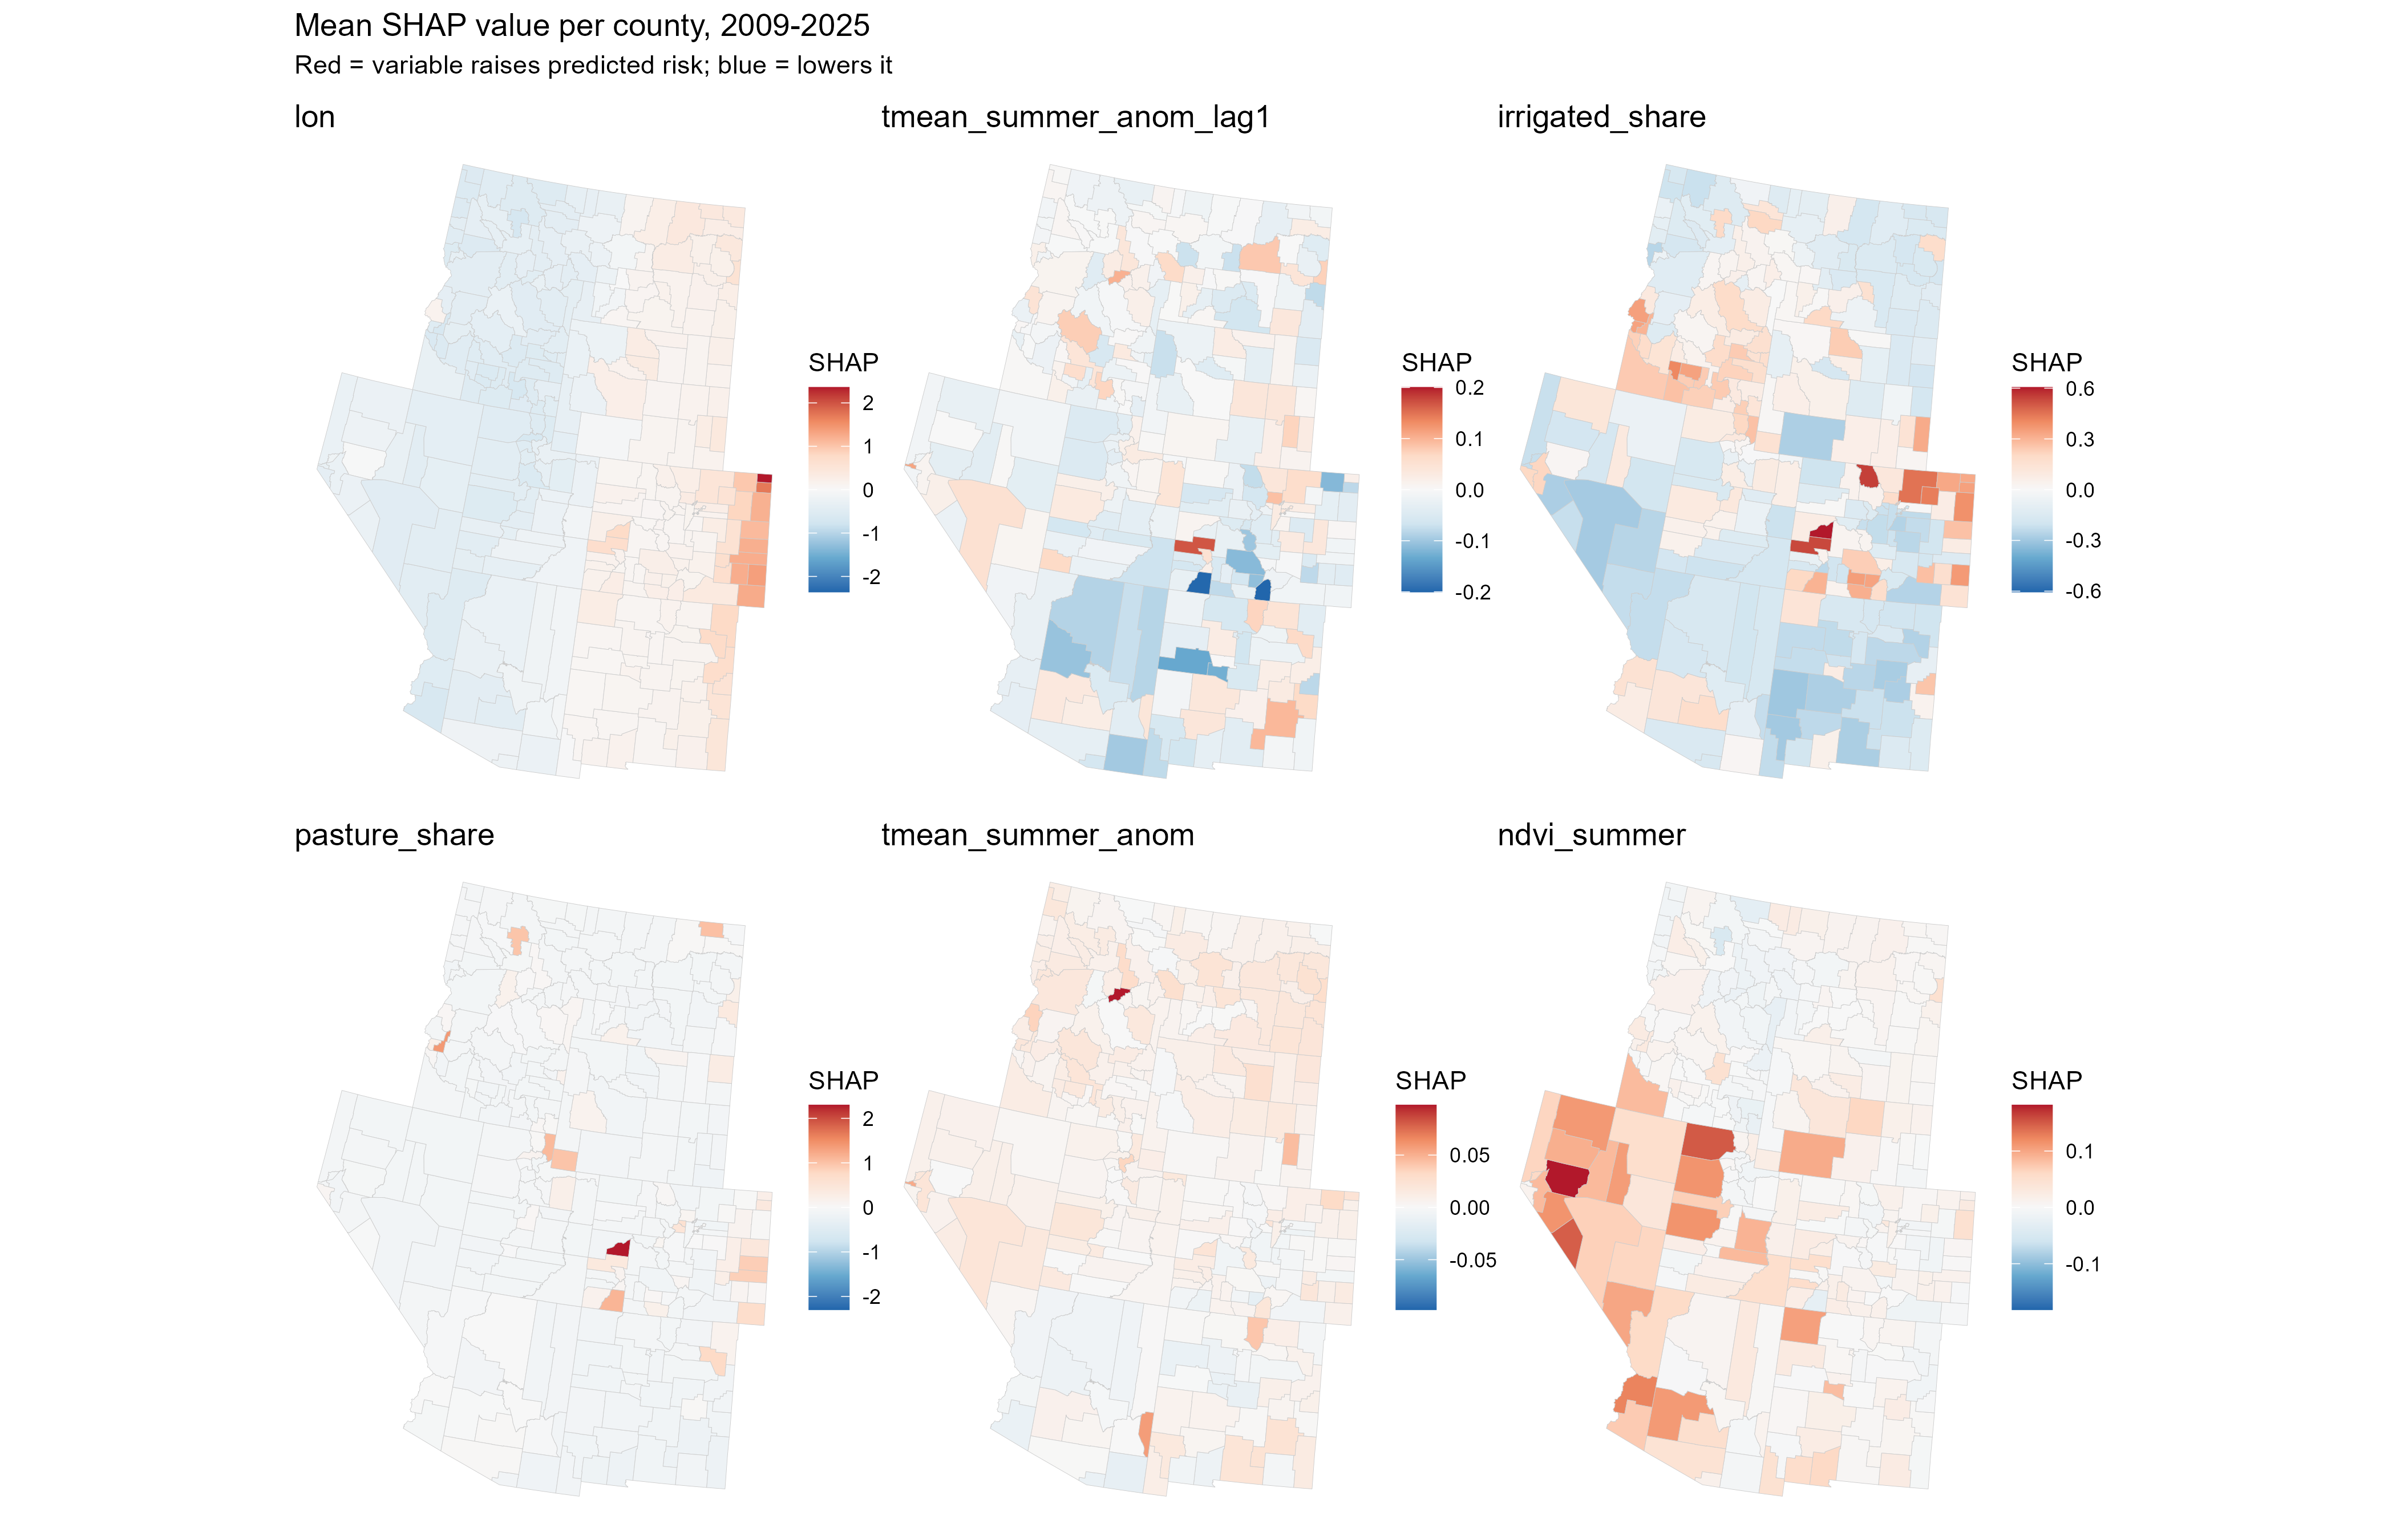 Mean SHAP value per county, 2009-2025
Red = variable raises predicted risk; blue = lowers it
lon
SHAP
2
1
0
-1
-2
tmean_summer_anom_lag1
SHAP
0.2
0.1
0.0
-0.1
-0.2
irrigated_share
SHAP
0.6
0.3
0.0
-0.3
-0.6
pasture_share
SHAP
2
1
0
-1
-2
tmean_summer_anom
SHAP
0.05
0.00
-0.05
ndvi_summer
SHAP
0.1
0.0
-0.1